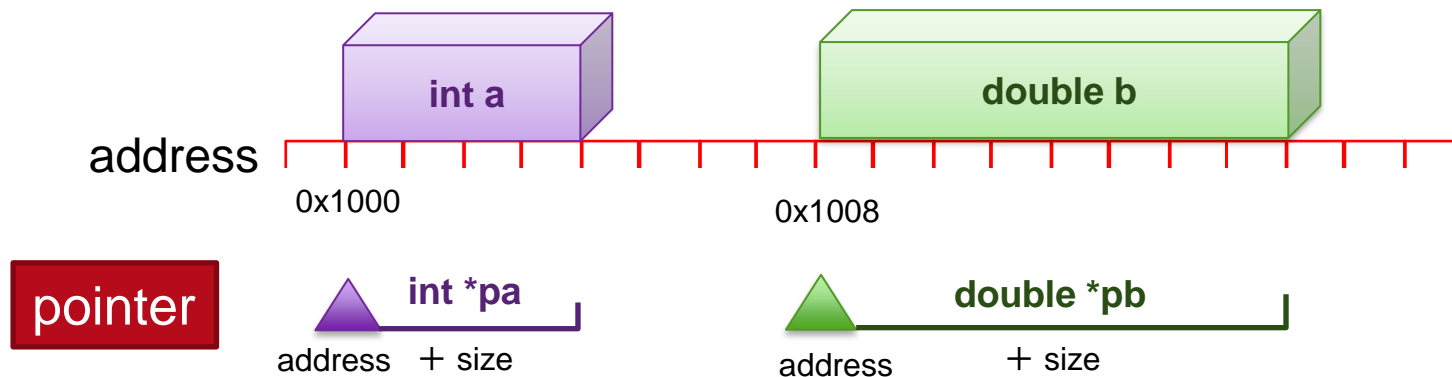 int a
double b
address
0x1000
0x1008
pointer
int *pa
double *pb
address + size
address + size